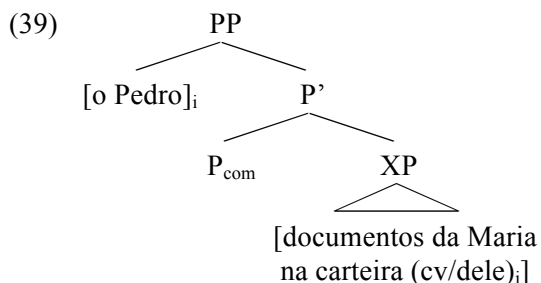 (39) PP
[o Pedro]i P’
Pcom XP
[documentos da Maria
na carteira (cv/dele)i]